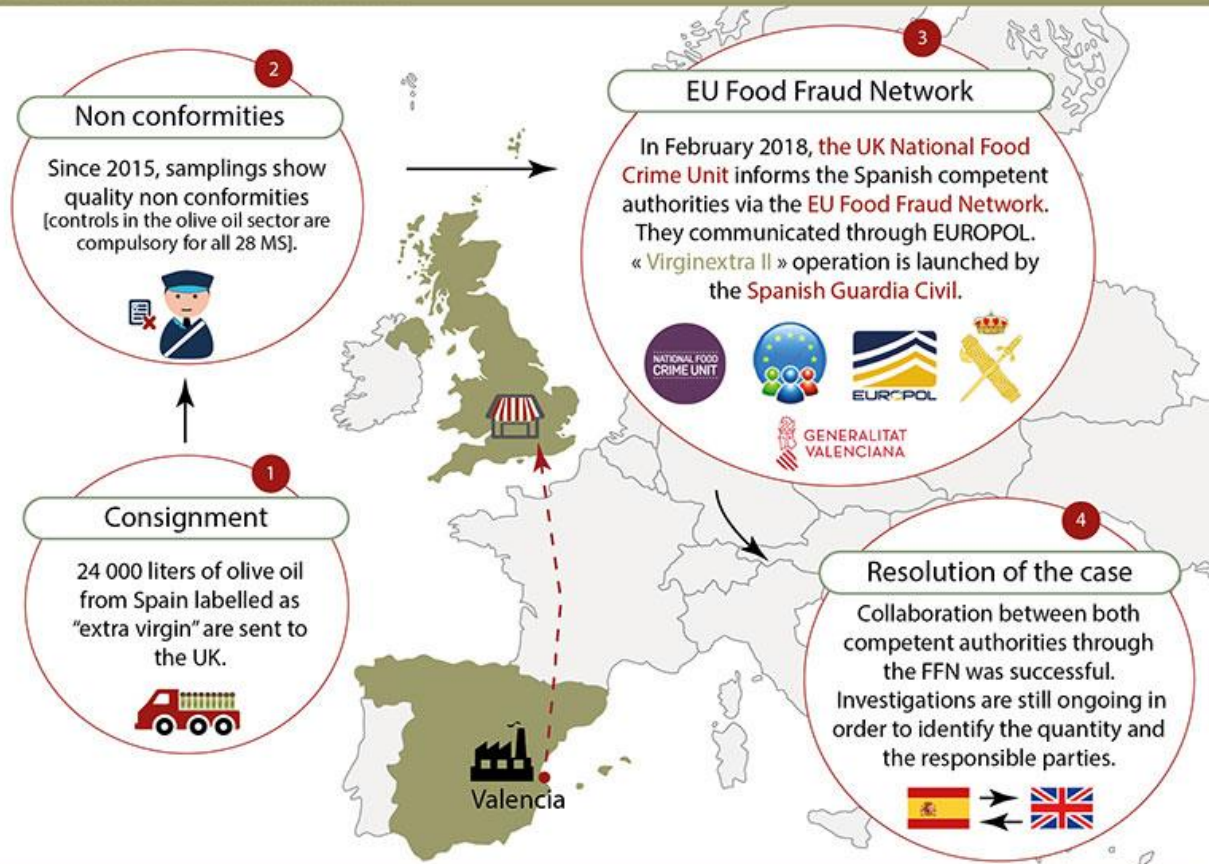 1
Consignment
24 000 liters of olive oil
from Spain labelled as
“extra virgin” are sent to
the UK.
2
Non conformities
Since 2015, samplings show
quality non conformities
[controls in the olive oil sector are
compulsory for all 28 MS].
3
EU Food Fraud Network
In February 2018, the UK National Food
Crime Unit informs the Spanish competent
authorities via the EU Food Fraud Network.
They communicated through EUROPOL.
« Virginextra II » operation is launched by
the Spanish Guardia Civil.
NATIONAL FOOD
CRIME UNIT
EUROPOL
GENERALITAT
VALENCIANA
4
Resolution of the case
Collaboration between both
competent authorities through
the FFN was successful.
Investigations are still ongoing in
order to identify the quantity and
the responsible parties.
Valencia